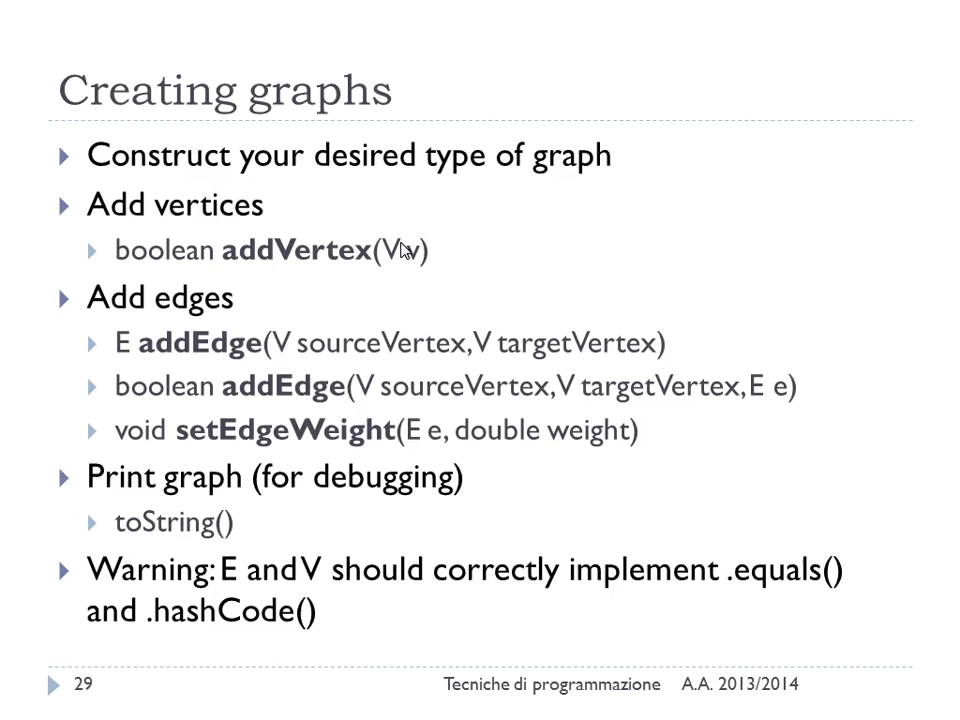 Creating graphs
Construct your desired type of graph
Add vertices
boolean addVertex(V v)
Add edges
E addEdge(V sourceVertex, V targetVertex)
boolean addEdge(V sourceVertex, V targetVertex, E e)
void setEdgeWeight(E e, double weight)
Print graph (for debugging)
toString()
Warning: E and V should correctly implement .equals()
and .hashCode()
29 Tecniche di programmazione A.A. 2013/2014